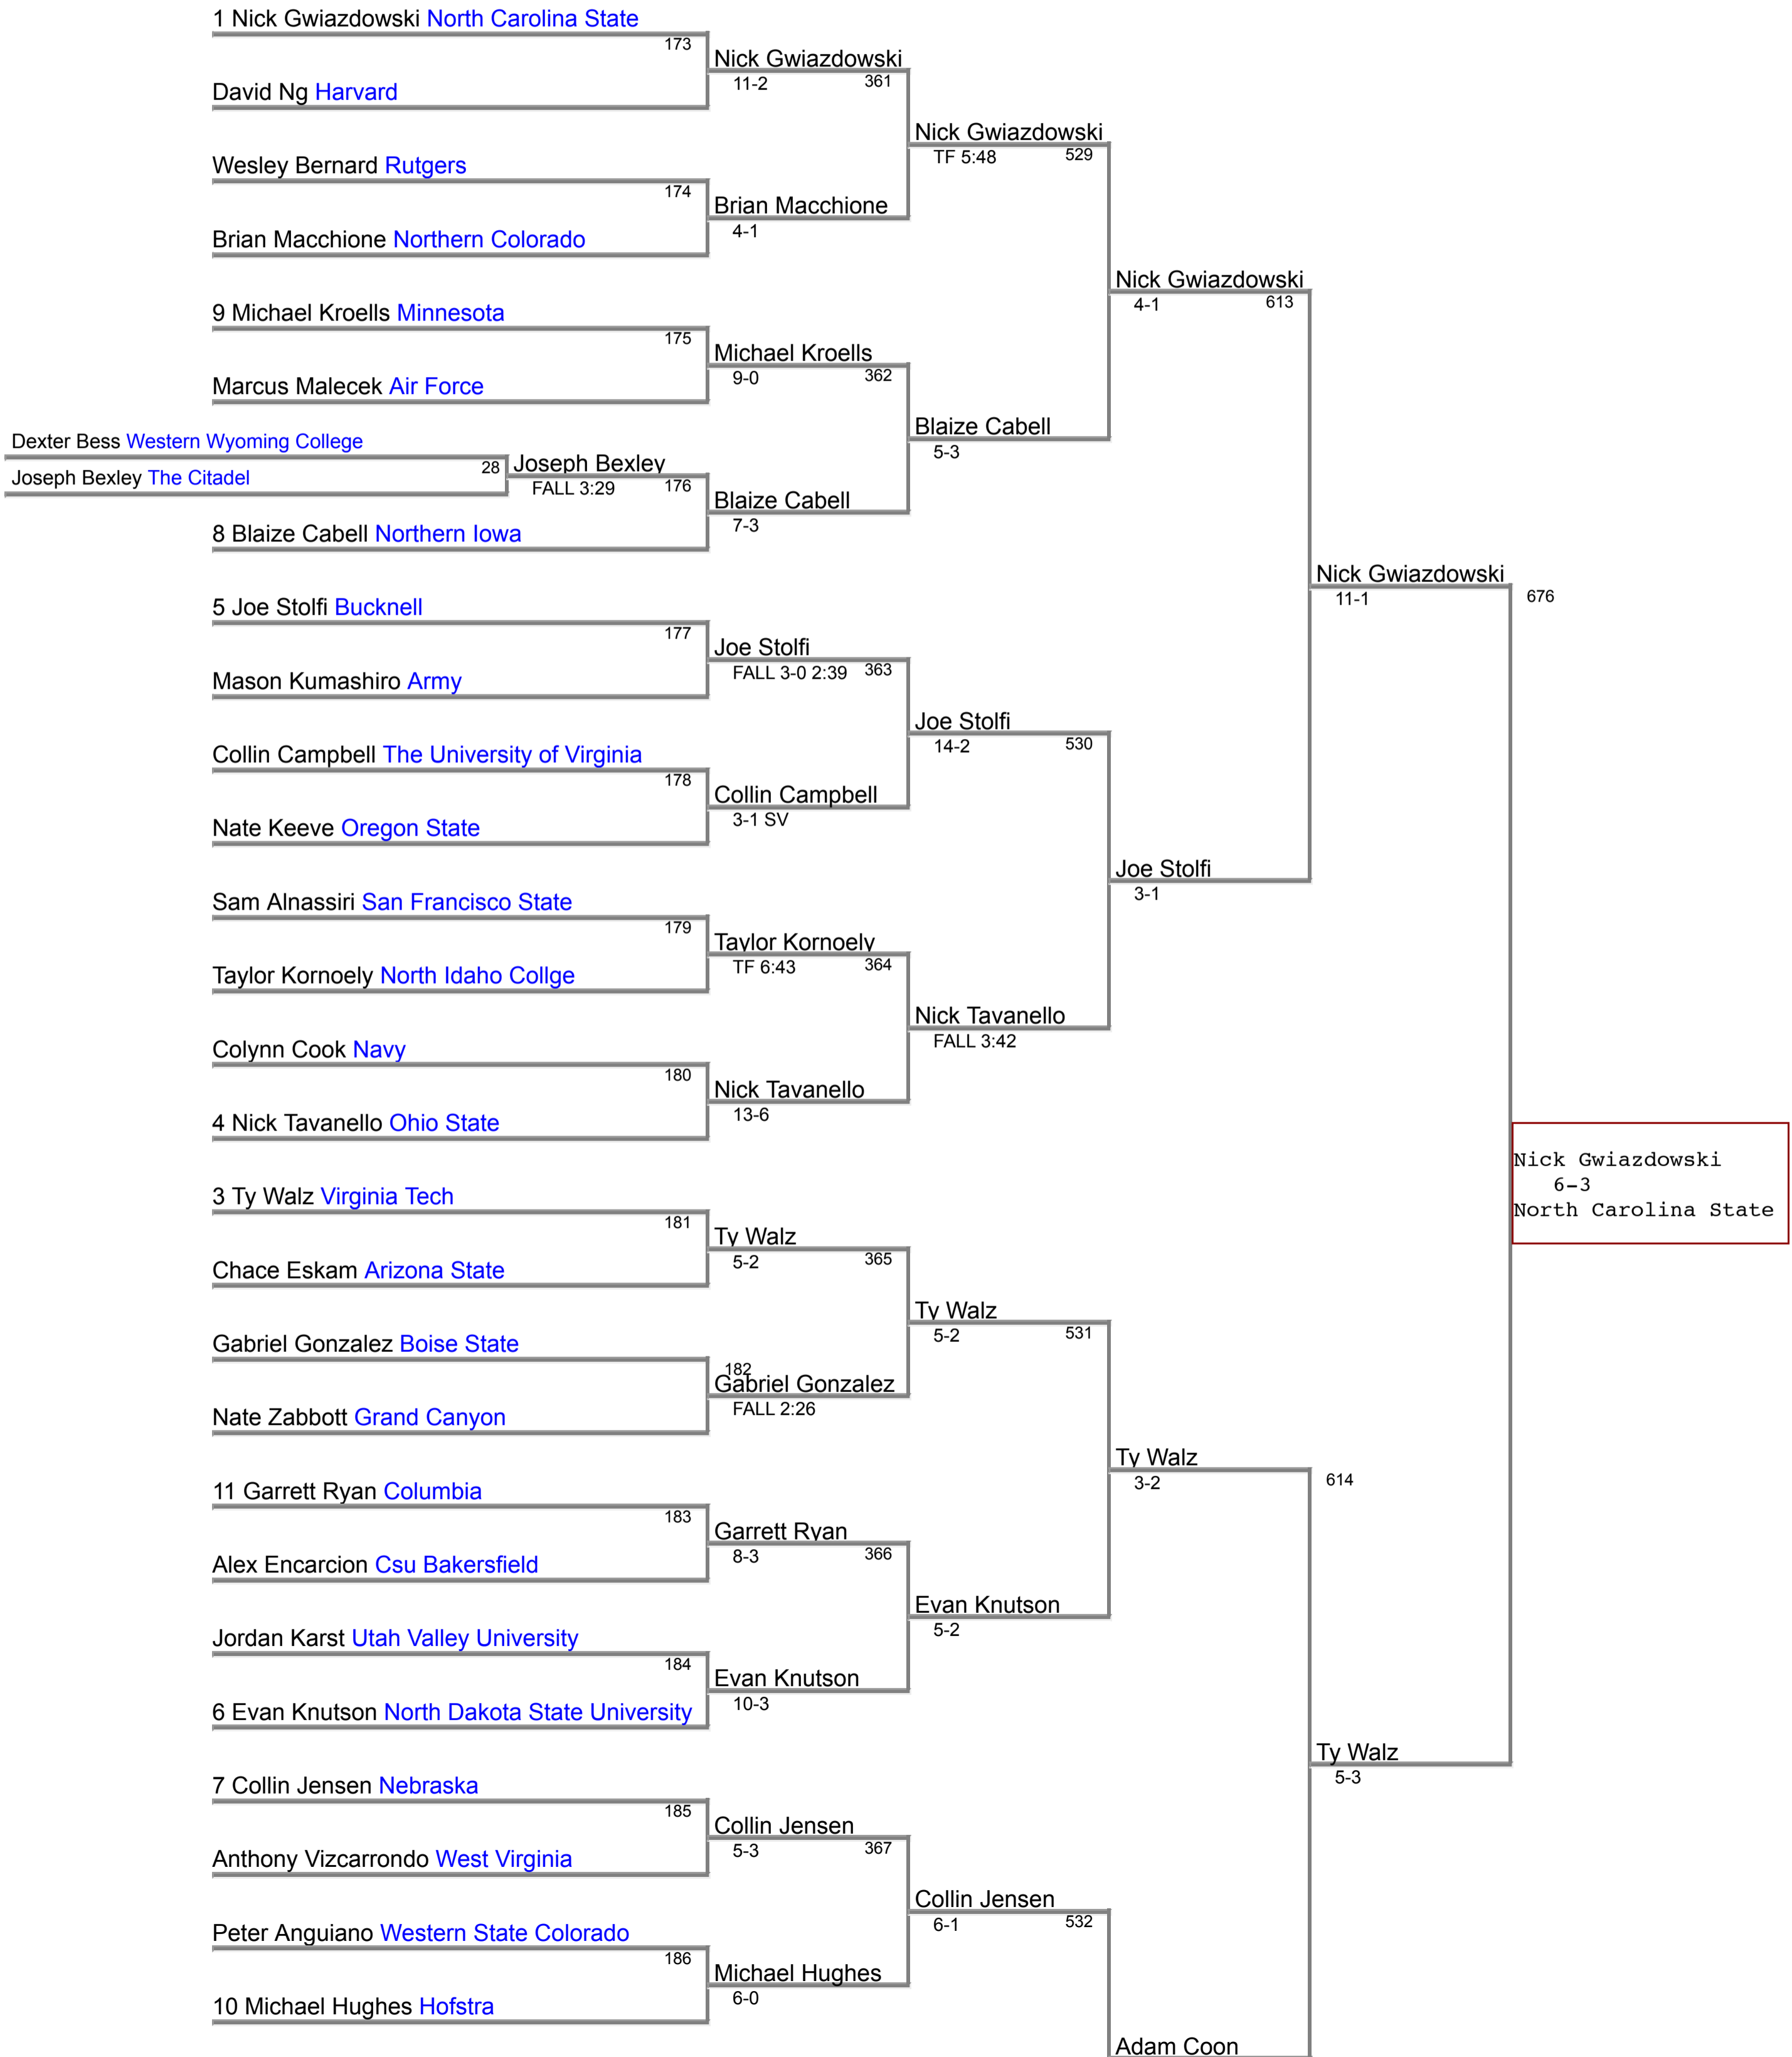 1 Nick Gwiazdowski North Carolina State
173
Nick Gwiazdowski
11-2
361
David Ng Harvard
Nick Gwiazdowski
TF 5:48
529
Wesley Bernard Rutgers
174
Brian Macchione
4-1
Brian Macchione Northern Colorado
Nick Gwiazdowski
4-1
613
9 Michael Kroells Minnesota
175
Michael Kroells
9-0
362
Marcus Malecek Air Force
Blaize Cabell
5-3
Dexter Bess Western Wyoming College
28
Joseph Bexley
FALL 3:29
176
Joseph Bexley The Citadel
Blaize Cabell
7-3
8 Blaize Cabell Northern Iowa
Nick Gwiazdowski
11-1
676
5 Joe Stolfi Bucknell
177
Joe Stolfi
FALL 3-0 2:39
363
Mason Kumashiro Army
Joe Stolfi
14-2
530
Collin Campbell The University of Virginia
178
Collin Campbell
3-1 SV
Nate Keeve Oregon State
Joe Stolfi
3-1
Sam Alnassiri San Francisco State
179
Taylor Kornoely
TF 6:43
364
Taylor Kornoely North Idaho Collge
Nick Tavanello
FALL 3:42
Colynn Cook Navy
180
Nick Tavanello
13-6
4 Nick Tavanello Ohio State
Nick Gwiazdowski
6-3
North Carolina State
3 Ty Walz Virginia Tech
181
Ty Walz
5-2
365
Chace Eskam Arizona State
Ty Walz
5-2
531
Gabriel Gonzalez Boise State
182
Gabriel Gonzalez
FALL 2:26
Nate Zabbott Grand Canyon
Ty Walz
3-2
614
11 Garrett Ryan Columbia
183
Garrett Ryan
8-3
366
Alex Encarcion Csu Bakersfield
Evan Knutson
5-2
Jordan Karst Utah Valley University
184
Evan Knutson
10-3
6 Evan Knutson North Dakota State University
Ty Walz
5-3
7 Collin Jensen Nebraska
185
Collin Jensen
5-3
367
Anthony Vizcarrondo West Virginia
Collin Jensen
6-1
532
Peter Anguiano Western State Colorado
186
Michael Hughes
6-0
10 Michael Hughes Hofstra
Adam Coon